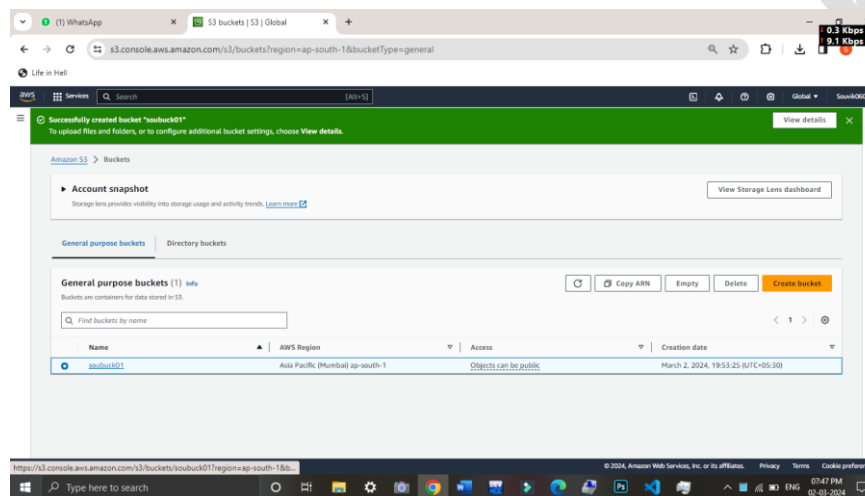 (1) WhatsApp
S3 buckets | S3 | Global
0.3 Kbps
9.1 Kbps
s3.console.aws.amazon.com/s3/buckets?region=ap-south-1&bucketType=general
Life in Hell
aws
Services
Search
[Alt+S]
Global
Souvik060
Successfully created bucket "soubuck01"
To upload files and folders, or to configure additional bucket settings, choose View details.
View details
Amazon S3 > Buckets
Account snapshot
Storage lens provides visibility into storage usage and activity trends. Learn more
View Storage Lens dashboard
General purpose buckets
Directory buckets
General purpose buckets (1) Info
Buckets are containers for data stored in S3.
Copy ARN
Empty
Delete
Create bucket
Find buckets by name
1
Name
AWS Region
Access
Creation date
soubuck01
Asia Pacific (Mumbai) ap-south-1
Objects can be public
March 2, 2024, 19:53:25 (UTC+05:30)
https://s3.console.aws.amazon.com/s3/buckets/soubuck01?region=ap-south-1&b...
© 2024, Amazon Web Services, Inc. or its affiliates.
Privacy
Terms
Cookie prefere
Type here to search
Ps
ENG
07:47 PM
02-03-2024